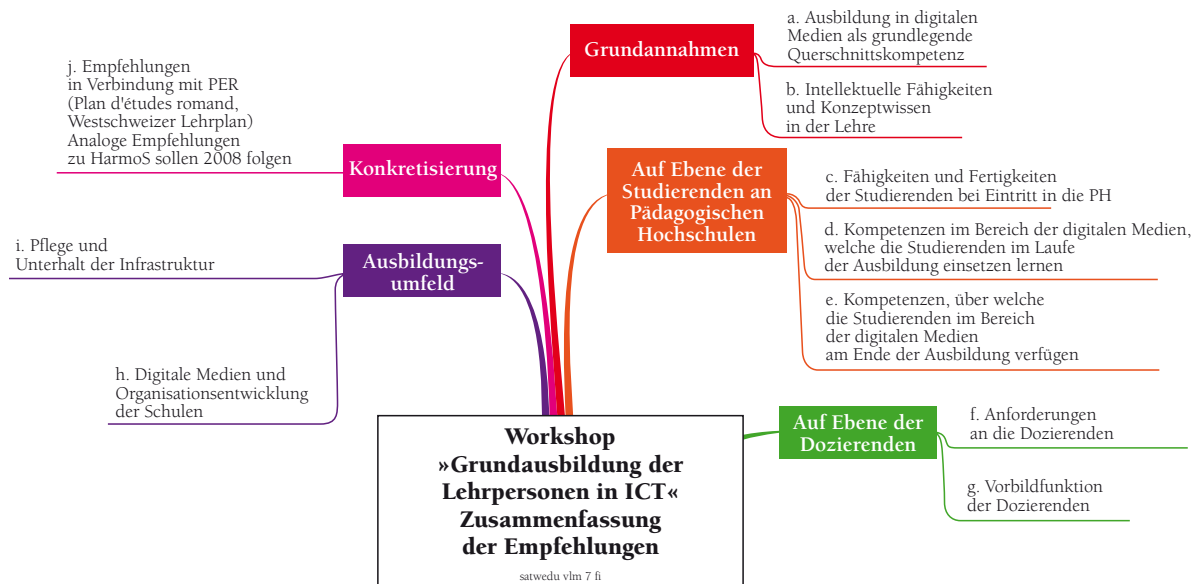 Grundannahmen
a. Ausbildung in digitalen
Medien als grundlegende
Querschnittskompetenz
b. Intellektuelle Fähigkeiten
und Konzeptwissen
in der Lehre
Auf Ebene der
Studierenden an
Pädagogischen
Hochschulen
c. Fähigkeiten und Fertigkeiten
der Studierenden bei Eintritt in die PH
d. Kompetenzen im Bereich der digitalen Medien,
welche die Studierenden im Laufe
der Ausbildung einsetzen lernen
e. Kompetenzen, über welche
die Studierenden im Bereich
der digitalen Medien
am Ende der Ausbildung verfügen
Auf Ebene der
Dozierenden
f. Anforderungen
an die Dozierenden
g. Vorbildfunktion
der Dozierenden
Ausbildungs-
umfeld
h. Digitale Medien und
Organisationsentwicklung
der Schulen
i. Pflege und
Unterhalt der Infrastruktur
Konkretisierung
j. Empfehlungen
in Verbindung mit PER
(Plan d'études romand,
Westschweizer Lehrplan)
Analoge Empfehlungen
zu HarmoS sollen 2008 folgen
Workshop
»Grundausbildung der
Lehrpersonen in ICT«
Zusammenfassung
der Empfehlungen
satwedu vlm 7 fi